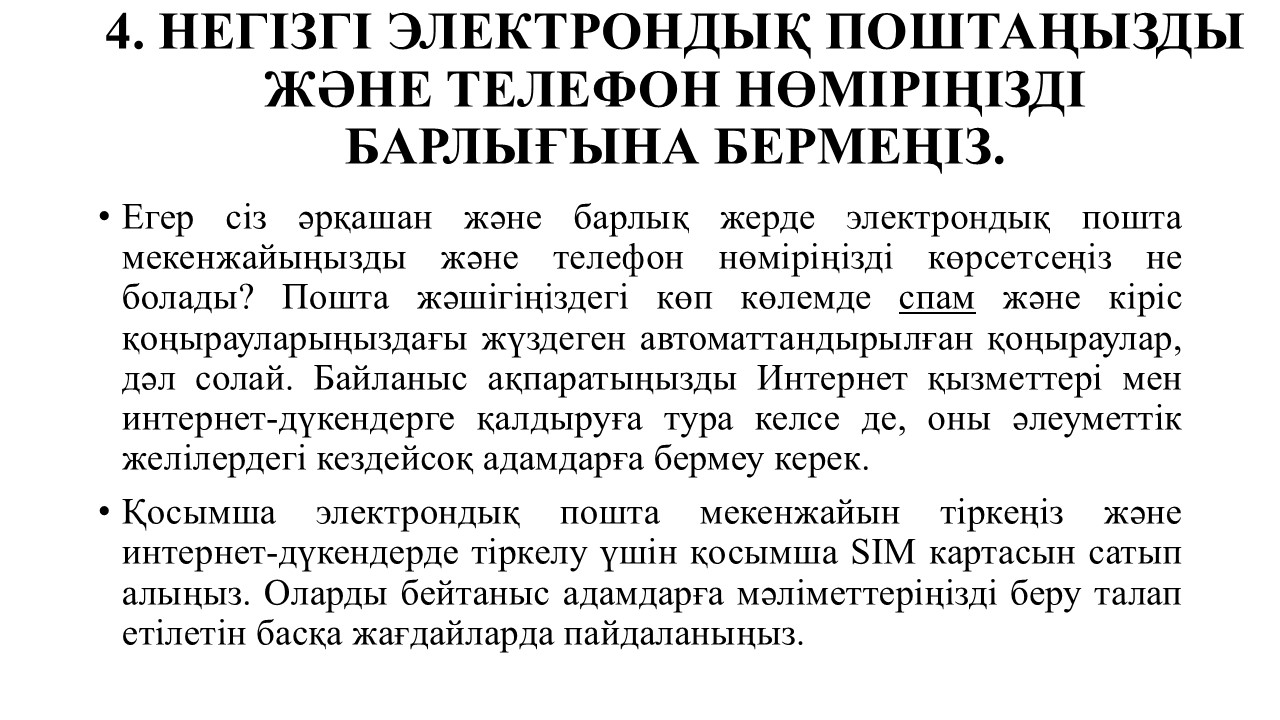 4. НЕГІЗГІ ЭЛЕКТРОНДЫҚ ПОШТАҢЫЗДЫ
ЖӘНЕ ТЕЛЕФОН НӨМІРІҢІЗДІ
БАРЛЫҒЫНА БЕРМЕҢІЗ.
• Егер сіз әрқашан және барлық жерде электрондық пошта
мекенжайыңызды және телефон нөміріңізді көрсетсеңіз не
болады? Пошта жәшігіңіздегі көп көлемде спам және кіріс
қоңырауларыңыздағы жүздеген автоматтандырылған қоңыраулар,
дәл солай. Байланыс ақпаратыңызды Интернет қызметтері мен
интернет-дүкендерге қалдыруға тура келсе де, оны әлеуметтік
желілердегі кездейсоқ адамдарға бермеу керек.
• Қосымша электрондық пошта мекенжайын тіркеңіз және
интернет-дүкендерде тіркелу үшін қосымша SIM картасын сатып
алыңыз. Оларды бейтаныс адамдарға мәліметтеріңізді беру талап
етілетін басқа жағдайларда пайдаланыңыз.